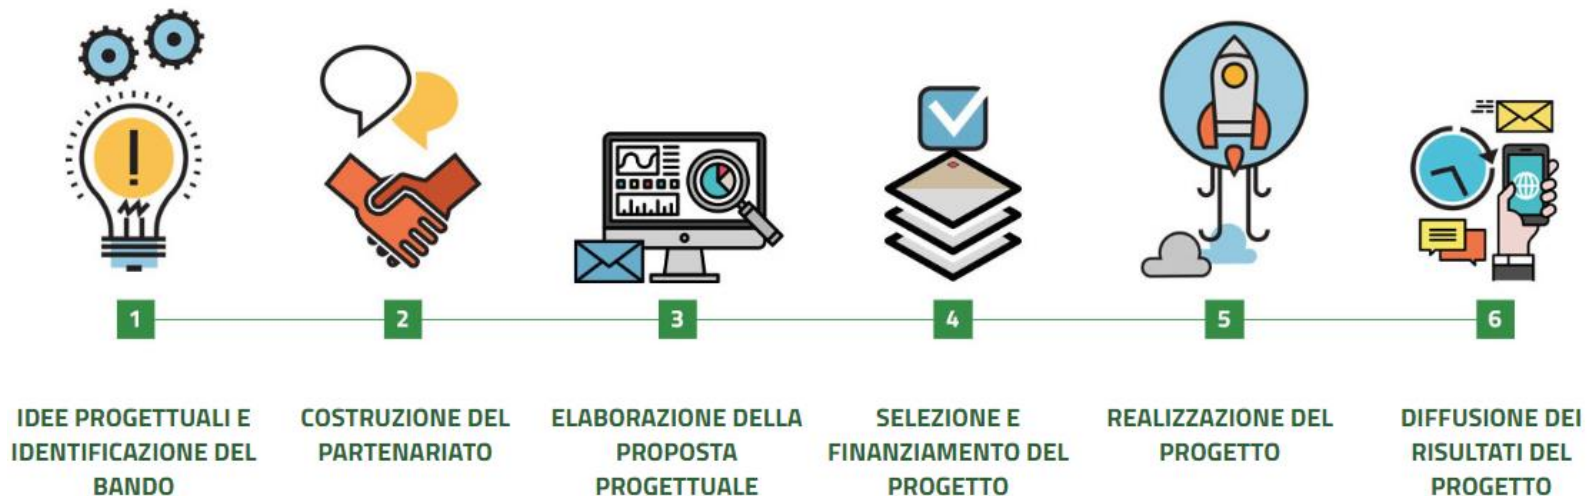 1
2
3
4
5
6
IDEE PROGETTUALI E
IDENTIFICAZIONE DEL
BANDO
COSTRUZIONE DEL
PARTENARIATO
ELABORAZIONE DELLA
PROPOSTA
PROGETTUALE
SELEZIONE E
FINANZIAMENTO DEL
PROGETTO
REALIZZAZIONE DEL
PROGETTO
DIFFUSIONE DEI
RISULTATI DEL
PROGETTO